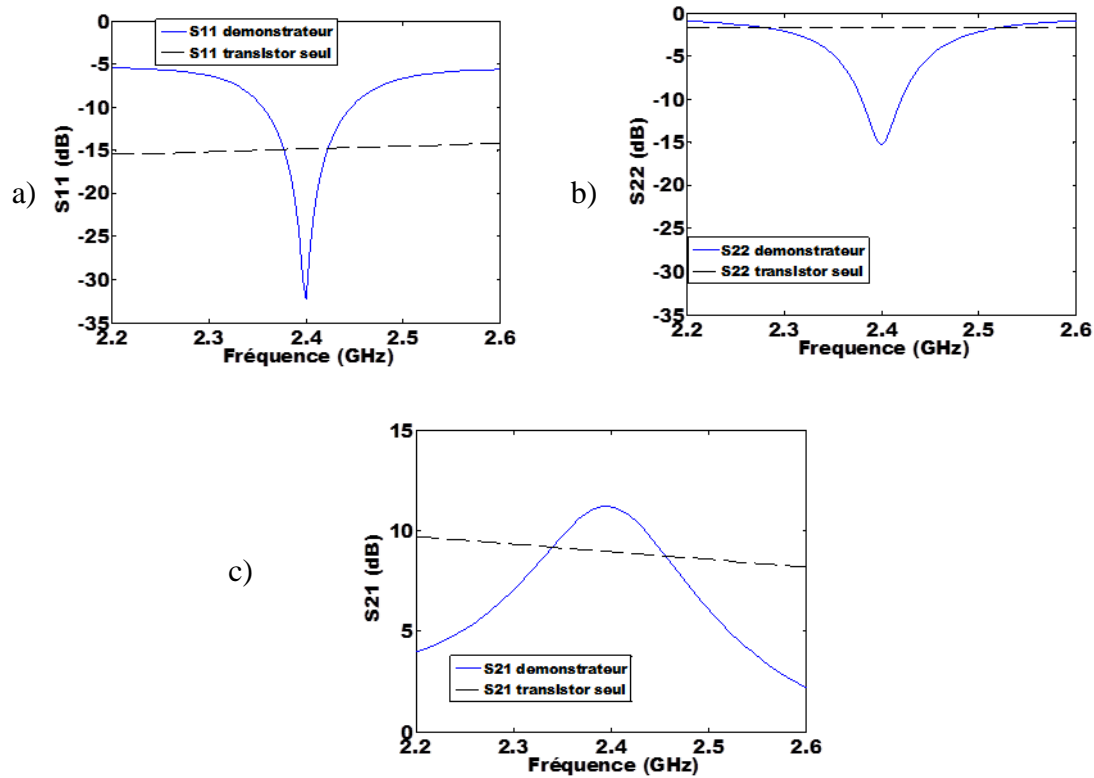 a)
S11 (dB)
0
-5
-10
-15
-20
-25
-30
-35
S11 demonstrateur
S11 transistor seul
2.2 2.3 2.4 2.5 2.6
Fréquence (GHz)
b)
S22 (dB)
0
-5
-10
-15
-20
-25
-30
-35
S22 demonstrateur
S22 transistor seul
2.2 2.3 2.4 2.5 2.6
Frequence (GHz)
c)
S21 (dB)
15
10
5
0
S21 demonstrateur
S21 transistor seul
2.2 2.3 2.4 2.5 2.6
Fréquence (GHz)